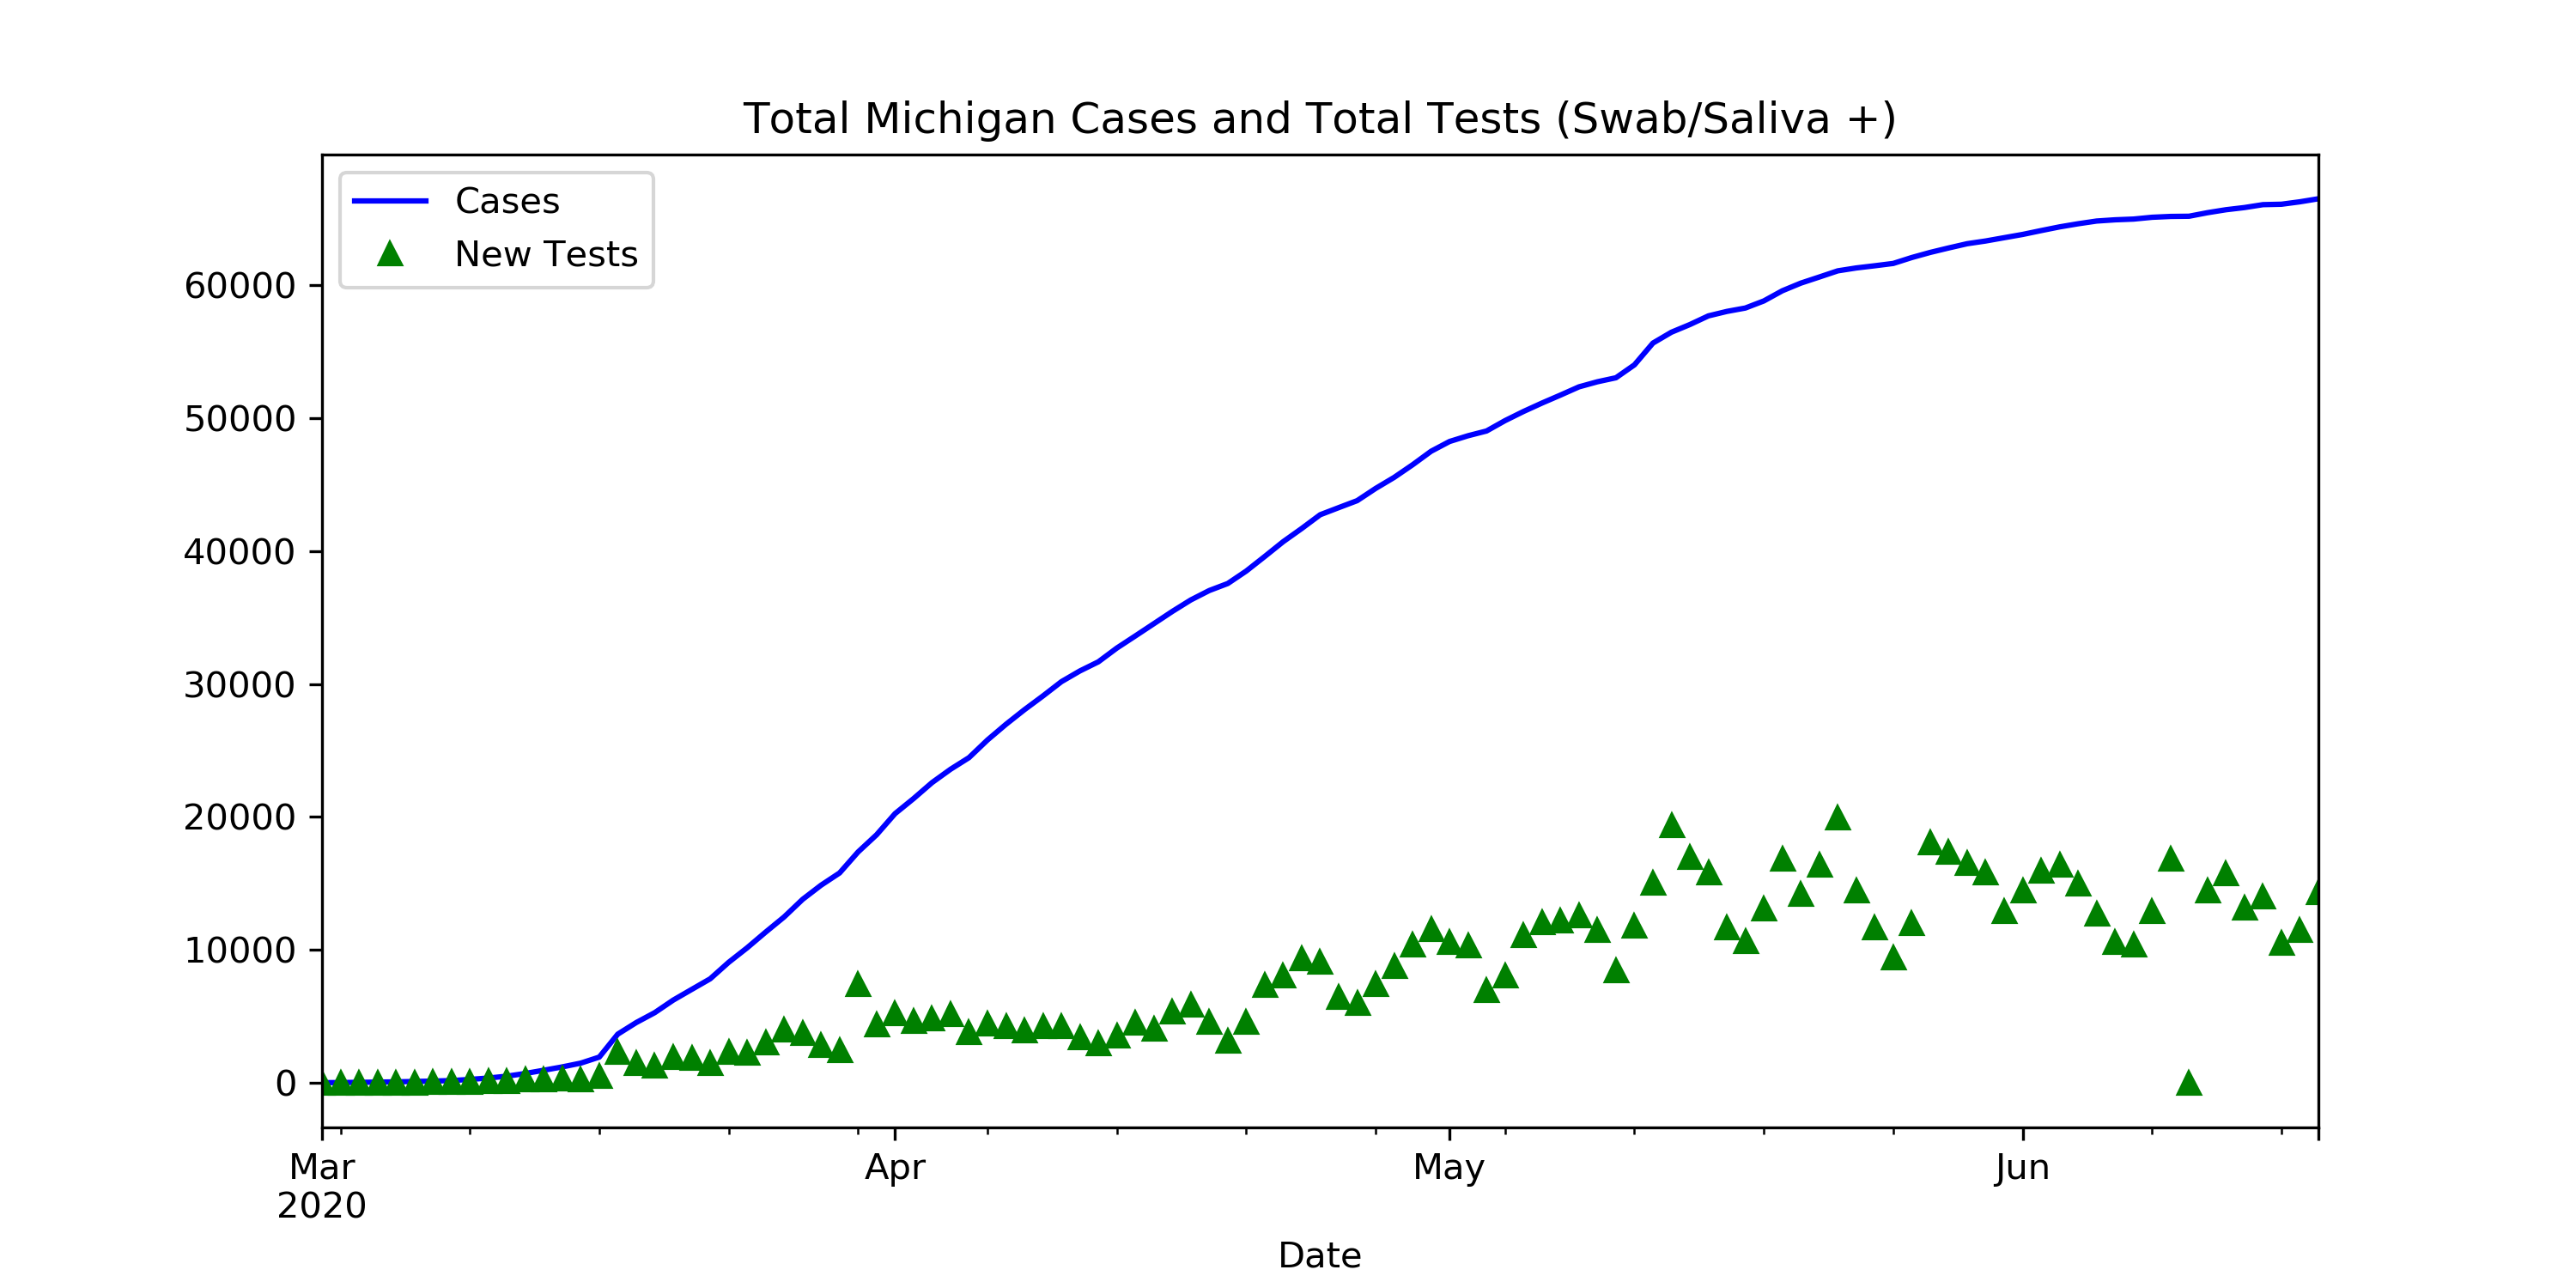 Total Michigan Cases and Total Tests (Swab/Saliva +)
Cases
New Tests
60000
50000
40000
30000
20000
10000
0
Mar
2020
Apr
May
Jun
Date